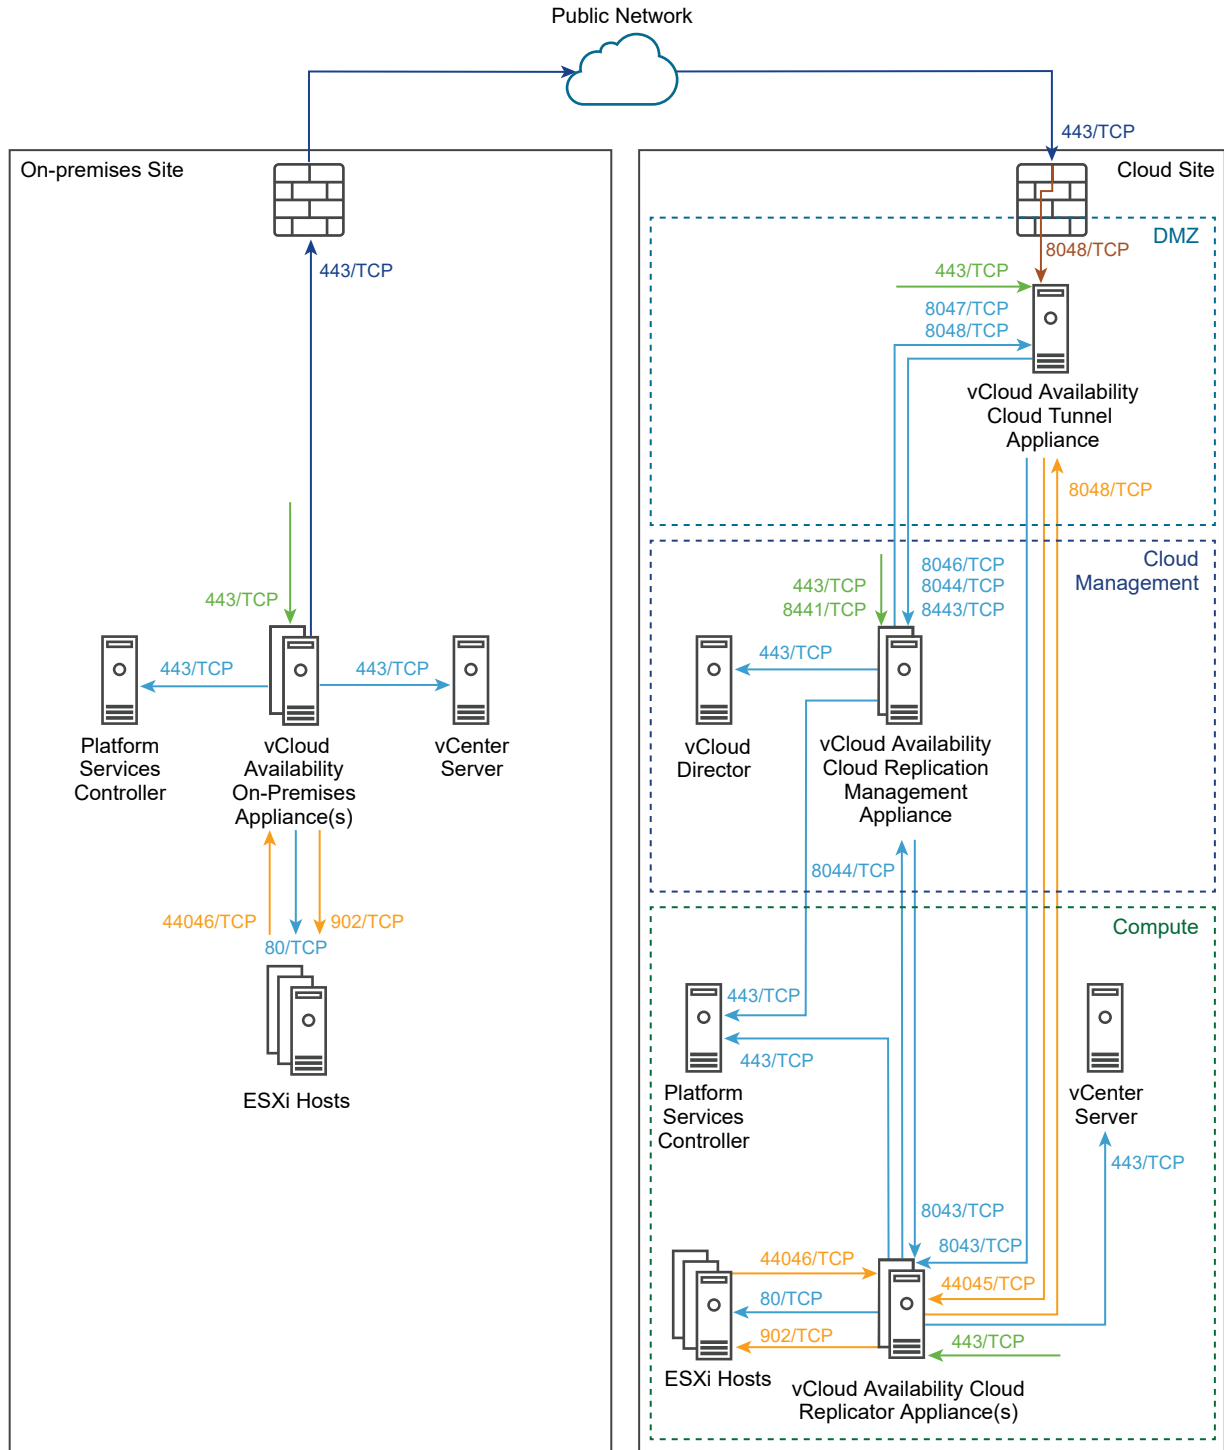 Public Network
443/TCP
On-premises Site
443/TCP
443/TCP
443/TCP
443/TCP
Platform
Services
Controller
vCloud
Availability
On-Premises
Appliance(s)
vCenter
Server
44046/TCP
902/TCP
80/TCP
ESXi Hosts
Cloud Site
DMZ
8048/TCP
443/TCP
8047/TCP
8048/TCP
vCloud Availability
Cloud Tunnel
Appliance
8048/TCP
Cloud
Management
8046/TCP
8044/TCP
8443/TCP
443/TCP
8441/TCP
443/TCP
vCloud
Director
vCloud Availability
Cloud Replication
Management
Appliance
8044/TCP
Compute
443/TCP
443/TCP
Platform
Services
Controller
vCenter
Server
443/TCP
8043/TCP
8043/TCP
44046/TCP
44045/TCP
80/TCP
902/TCP
443/TCP
ESXi Hosts
vCloud Availability Cloud
Replicator Appliance(s)